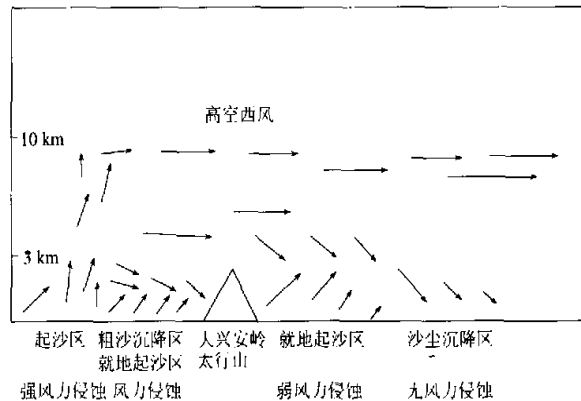 高空西风
10 km
3 km
起沙区 粗沙沉降区 大兴安岭 就地起沙区 沙尘沉降区
就地起沙区 太行山
强风力侵蚀 风力侵蚀 弱风力侵蚀 无风力侵蚀